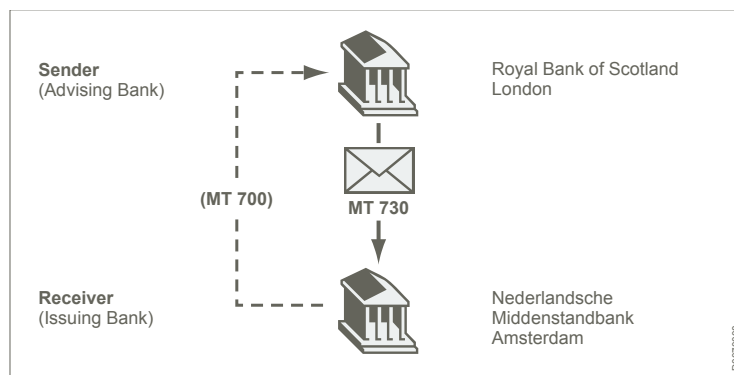 Sender
(Advising Bank)
Royal Bank of Scotland
London
(MT 700)
MT 730
Receiver
(Issuing Bank)
Nederlandsche
Middenstandbank
Amsterdam